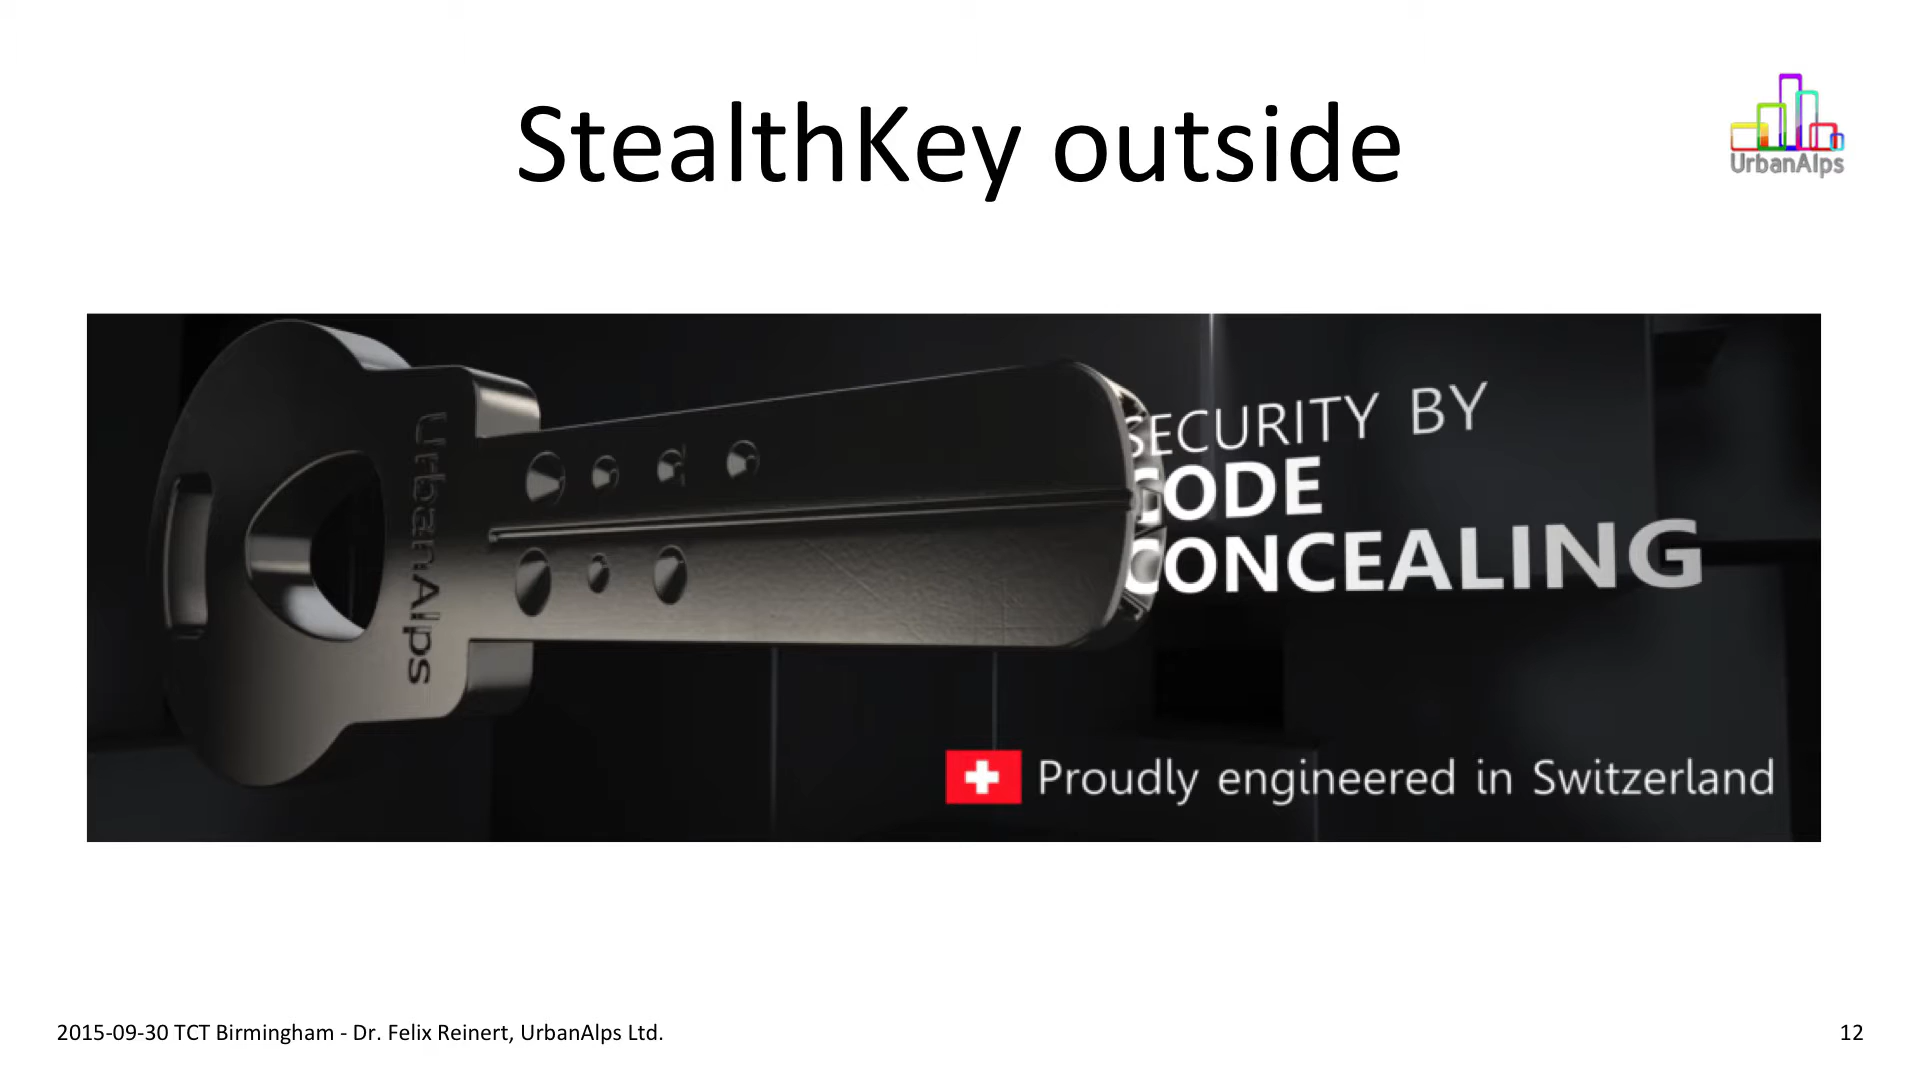 StealthKey outside
UrbanAlps
UrbanAlps
SECURITY BY
CODE
CONCEALING
Proudly engineered in Switzerland
2015-09-30 TCT Birmingham - Dr. Felix Reinert, UrbanAlps Ltd.
12